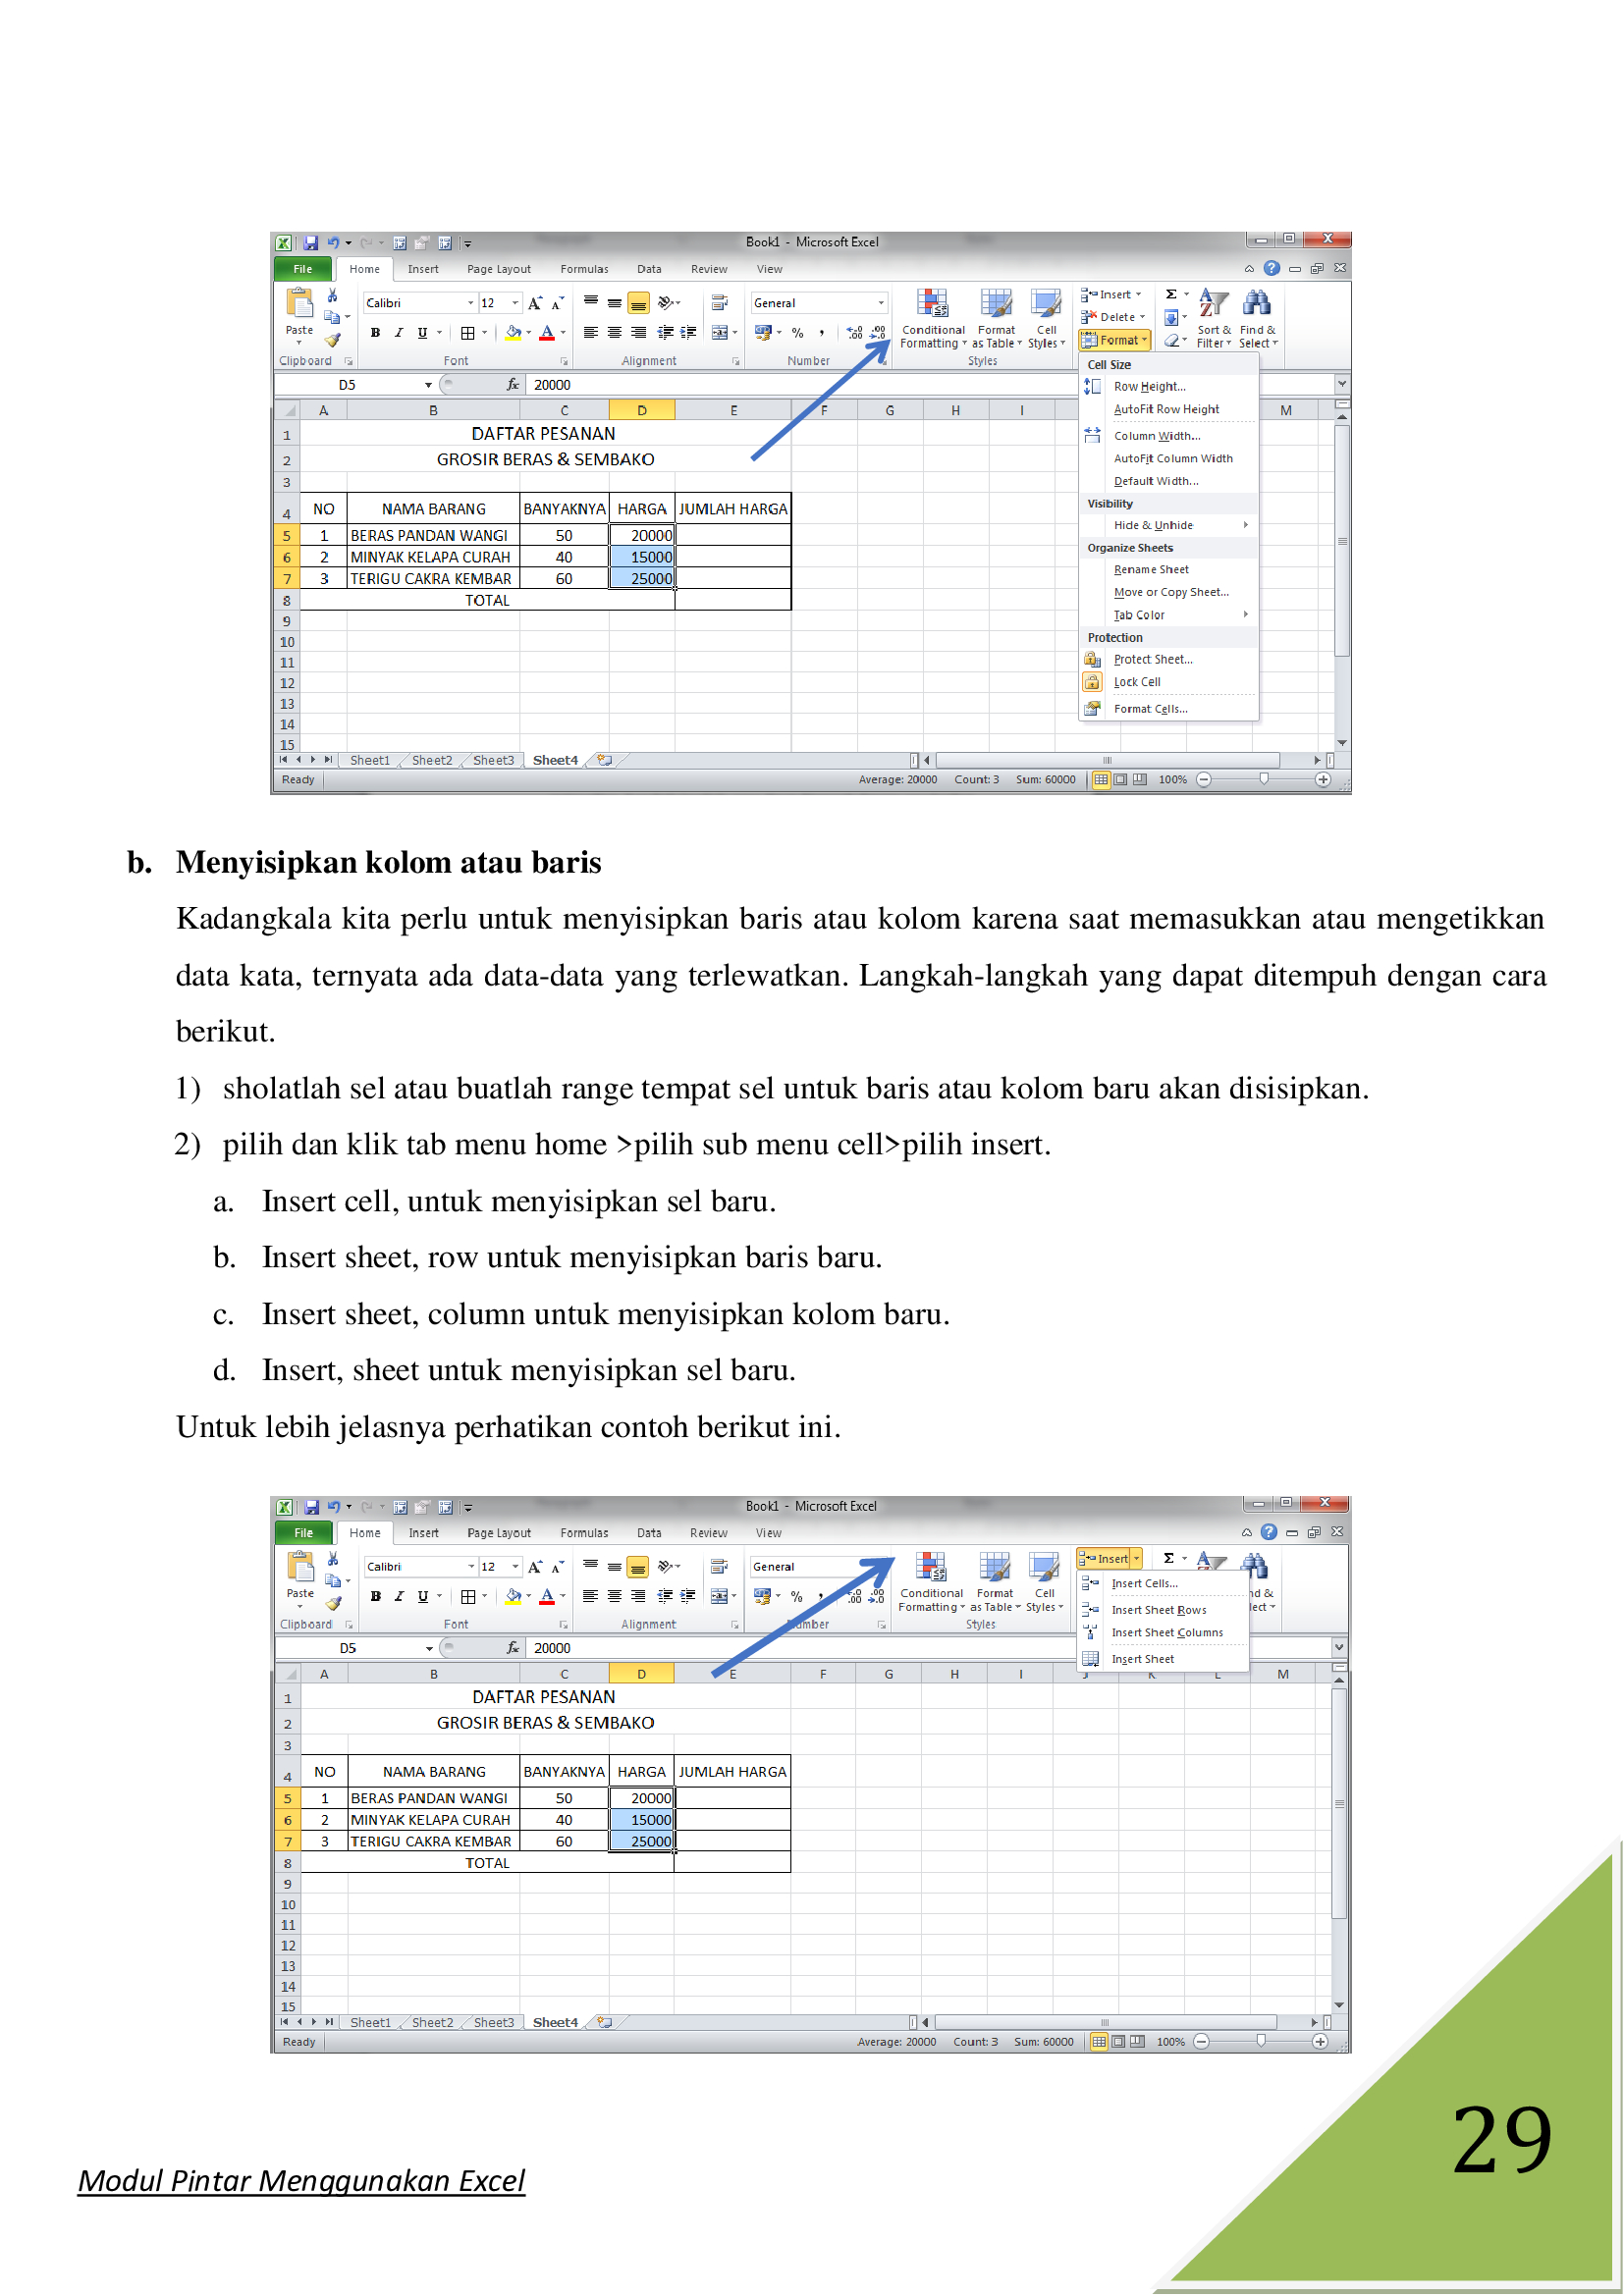 Book1 - Microsoft Excel
File Home Insert Page Layout Formulas Data Review View
Calibri 12 General Insert
Paste Conditional Formatting Format as Table Cell Styles Delete Sort & Filter Find & Select
Format
Clipboard Font Alignment Number Styles
D5 fx 20000
A B C D E F G H I M
1 DAFTAR PESANAN
2 GROSIR BERAS & SEMBAKO
3
4 NO NAMA BARANG BANYAKNYA HARGA JUMLAH HARGA
5 1 BERAS PANDAN WANGI 50 20000
6 2 MINYAK KELAPA CURAH 40 15000
7 3 TERIGU CAKRA KEMBAR 60 25000
8 TOTAL
9
10
11
12
13
14
15
Cell Size
Row Height...
AutoFit Row Height
Column Width...
AutoFit Column Width
Default Width...
Visibility
Hide & Unhide
Organize Sheets
Rename Sheet
Move or Copy Sheet...
Tab Color
Protection
Protect Sheet...
Lock Cell
Format Cells...
Sheet1 Sheet2 Sheet3 Sheet4
Ready Average: 20000 Count: 3 Sum: 60000 100%
b. Menyisipkan kolom atau baris
Kadangkala kita perlu untuk menyisipkan baris atau kolom karena saat memasukkan atau mengetikkan
data kata, ternyata ada data-data yang terlewatkan. Langkah-langkah yang dapat ditempuh dengan cara
berikut.
1) sholatlah sel atau buatlah range tempat sel untuk baris atau kolom baru akan disisipkan.
2) pilih dan klik tab menu home >pilih sub menu cell>pilih insert.
a. Insert cell, untuk menyisipkan sel baru.
b. Insert sheet, row untuk menyisipkan baris baru.
c. Insert sheet, column untuk menyisipkan kolom baru.
d. Insert, sheet untuk menyisipkan sel baru.
Untuk lebih jelasnya perhatikan contoh berikut ini.
Book1 - Microsoft Excel
File Home Insert Page Layout Formulas Data Review View
Calibri 12 General Insert
Paste Conditional Formatting Format as Table Cell Styles
Clipboard Font Alignment Styles
Insert Cells...
Insert Sheet Rows
Insert Sheet Columns
Insert Sheet
D5 fx 20000
A B C D E F G H I J K L M
1 DAFTAR PESANAN
2 GROSIR BERAS & SEMBAKO
3
4 NO NAMA BARANG BANYAKNYA HARGA JUMLAH HARGA
5 1 BERAS PANDAN WANGI 50 20000
6 2 MINYAK KELAPA CURAH 40 15000
7 3 TERIGU CAKRA KEMBAR 60 25000
8 TOTAL
9
10
11
12
13
14
15
Sheet1 Sheet2 Sheet3 Sheet4
Ready Average: 20000 Count: 3 Sum: 60000 100%
29
Modul Pintar Menggunakan Excel